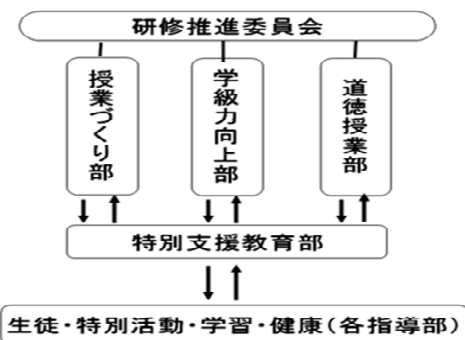 研修推進委員会
授業づくり部
学級力向上部
道徳授業部
特別支援教育部
生徒・特別活動・学習・健康（各指導部）